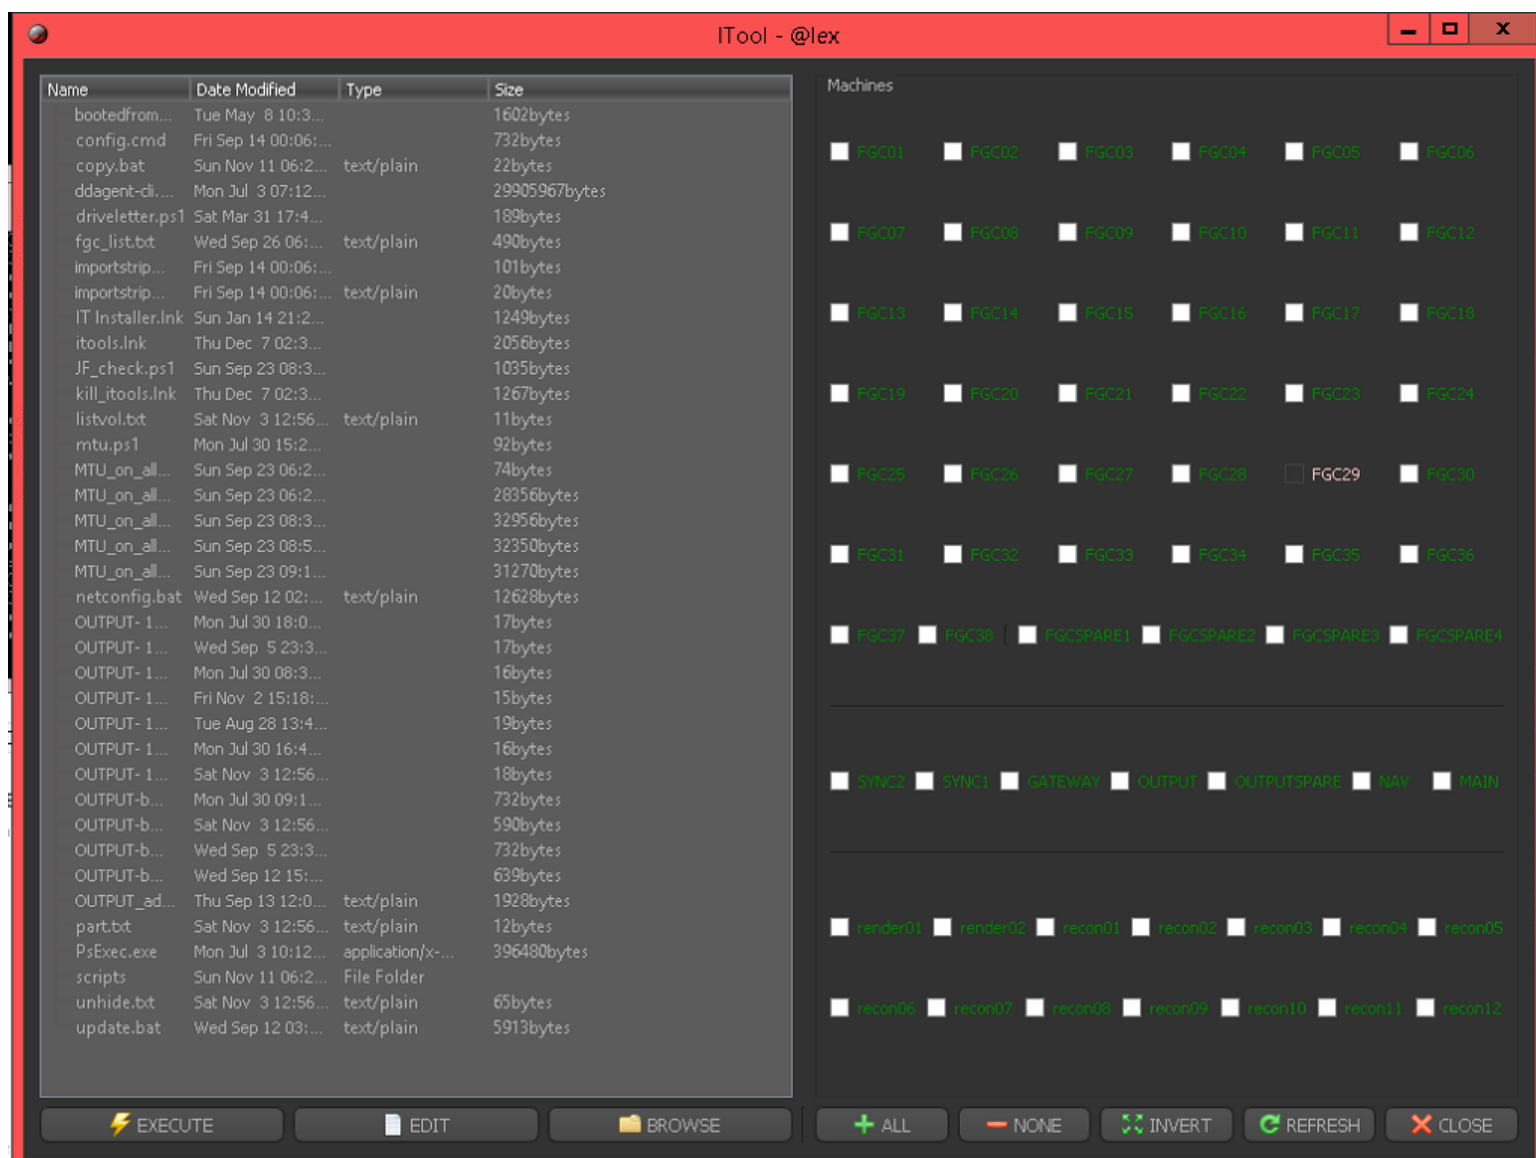 ITool - @lex
Name Date Modified Type Size
bootedfrom... Tue May 8 10:3... 1602bytes
config.cmd Fri Sep 14 00:06:... 732bytes
copy.bat Sun Nov 11 06:2... text/plain 22bytes
ddagent-cli.... Mon Jul 3 07:12... 29905967bytes
driveletter.ps1 Sat Mar 31 17:4... 189bytes
fgc_list.txt Wed Sep 26 06:... text/plain 490bytes
importstrip... Fri Sep 14 00:06:... 101bytes
importstrip... Fri Sep 14 00:06:... text/plain 20bytes
IT Installer.lnk Sun Jan 14 21:2... 1249bytes
itools.lnk Thu Dec 7 02:3... 2056bytes
JF_check.ps1 Sun Sep 23 08:3... 1035bytes
kill_itools.lnk Thu Dec 7 02:3... 1267bytes
listvol.txt Sat Nov 3 12:56... text/plain 11bytes
mtu.ps1 Mon Jul 30 15:2... 92bytes
MTU_on_all... Sun Sep 23 06:2... 74bytes
MTU_on_all... Sun Sep 23 06:2... 28356bytes
MTU_on_all... Sun Sep 23 08:3... 32956bytes
MTU_on_all... Sun Sep 23 08:5... 32350bytes
MTU_on_all... Sun Sep 23 09:1... 31270bytes
netconfig.bat Wed Sep 12 02:... text/plain 12628bytes
OUTPUT- 1... Mon Jul 30 18:0... 17bytes
OUTPUT- 1... Wed Sep 5 23:3... 17bytes
OUTPUT- 1... Mon Jul 30 08:3... 16bytes
OUTPUT- 1... Fri Nov 2 15:18:... 15bytes
OUTPUT- 1... Tue Aug 28 13:4... 19bytes
OUTPUT- 1... Mon Jul 30 16:4... 16bytes
OUTPUT- 1... Sat Nov 3 12:56... 18bytes
OUTPUT-b... Mon Jul 30 09:1... 732bytes
OUTPUT-b... Sat Nov 3 12:56... 590bytes
OUTPUT-b... Wed Sep 5 23:3... 732bytes
OUTPUT-b... Wed Sep 12 15:... 639bytes
OUTPUT_ad... Thu Sep 13 12:0... text/plain 1928bytes
part.txt Sat Nov 3 12:56... text/plain 12bytes
PsExec.exe Mon Jul 3 10:12... application/x-... 396480bytes
scripts Sun Nov 11 06:2... File Folder
unhide.txt Sat Nov 3 12:56... text/plain 65bytes
update.bat Wed Sep 12 03:... text/plain 5913bytes
Machines
FGC01 FGC02 FGC03 FGC04 FGC05 FGC06
FGC07 FGC08 FGC09 FGC10 FGC11 FGC12
FGC13 FGC14 FGC15 FGC16 FGC17 FGC18
FGC19 FGC20 FGC21 FGC22 FGC23 FGC24
FGC25 FGC26 FGC27 FGC28 FGC29 FGC30
FGC31 FGC32 FGC33 FGC34 FGC35 FGC36
FGC37 FGC38 FGCSPARE1 FGCSPARE2 FGCSPARE3 FGCSPARE4
SYNC2 SYNC1 GATEWAY OUTPUT OUTPUTSPARE NAV MAIN
render01 render02 recon01 recon02 recon03 recon04 recon05
recon06 recon07 recon08 recon09 recon10 recon11 recon12
EXECUTE EDIT BROWSE ALL NONE INVERT REFRESH CLOSE